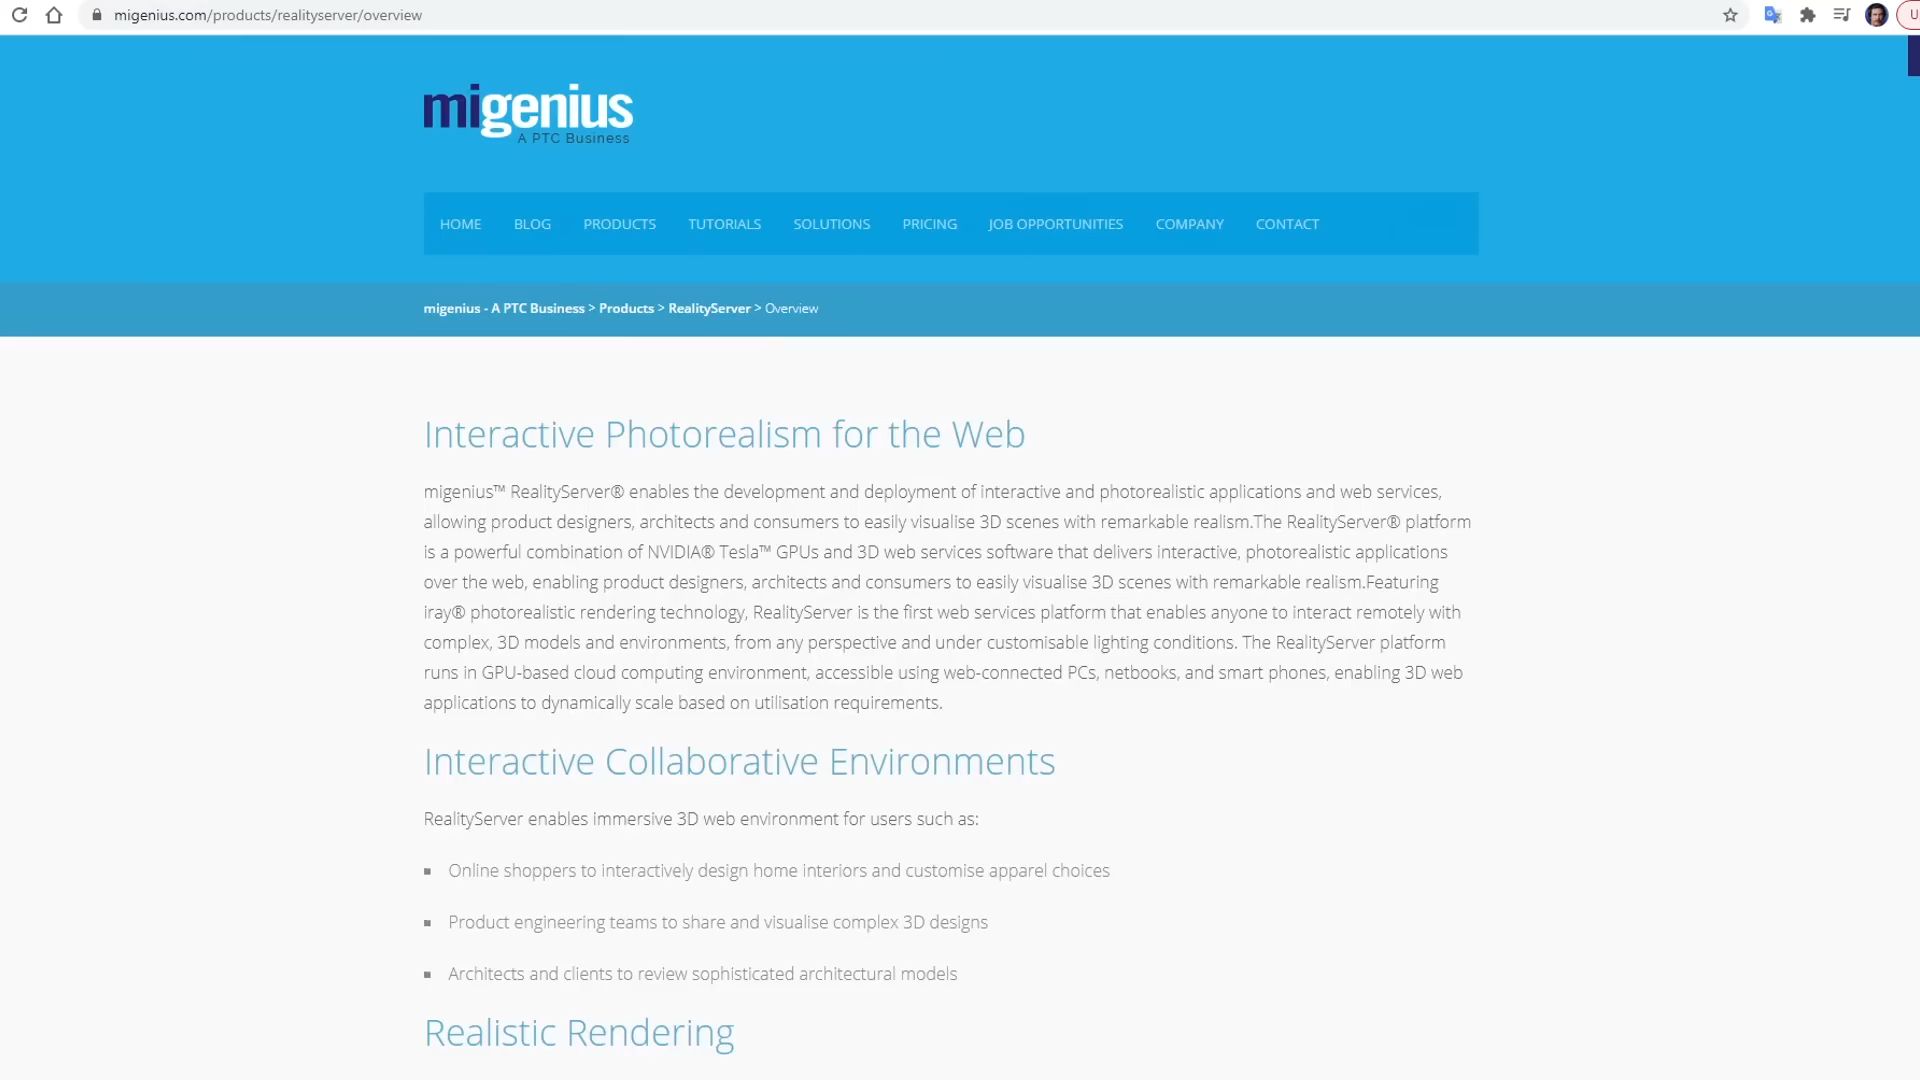 migenius.com/products/realityserver/overview
migenius
A PTC Business
HOME BLOG PRODUCTS TUTORIALS SOLUTIONS PRICING JOB OPPORTUNITIES COMPANY CONTACT
migenius - A PTC Business > Products > RealityServer > Overview
Interactive Photorealism for the Web
migenius™ RealityServer® enables the development and deployment of interactive and photorealistic applications and web services,
allowing product designers, architects and consumers to easily visualise 3D scenes with remarkable realism.The RealityServer® platform
is a powerful combination of NVIDIA® Tesla™ GPUs and 3D web services software that delivers interactive, photorealistic applications
over the web, enabling product designers, architects and consumers to easily visualise 3D scenes with remarkable realism.Featuring
iray® photorealistic rendering technology, RealityServer is the first web services platform that enables anyone to interact remotely with
complex, 3D models and environments, from any perspective and under customisable lighting conditions. The RealityServer platform
runs in GPU-based cloud computing environment, accessible using web-connected PCs, netbooks, and smart phones, enabling 3D web
applications to dynamically scale based on utilisation requirements.
Interactive Collaborative Environments
RealityServer enables immersive 3D web environment for users such as:
Online shoppers to interactively design home interiors and customise apparel choices
Product engineering teams to share and visualise complex 3D designs
Architects and clients to review sophisticated architectural models
Realistic Rendering